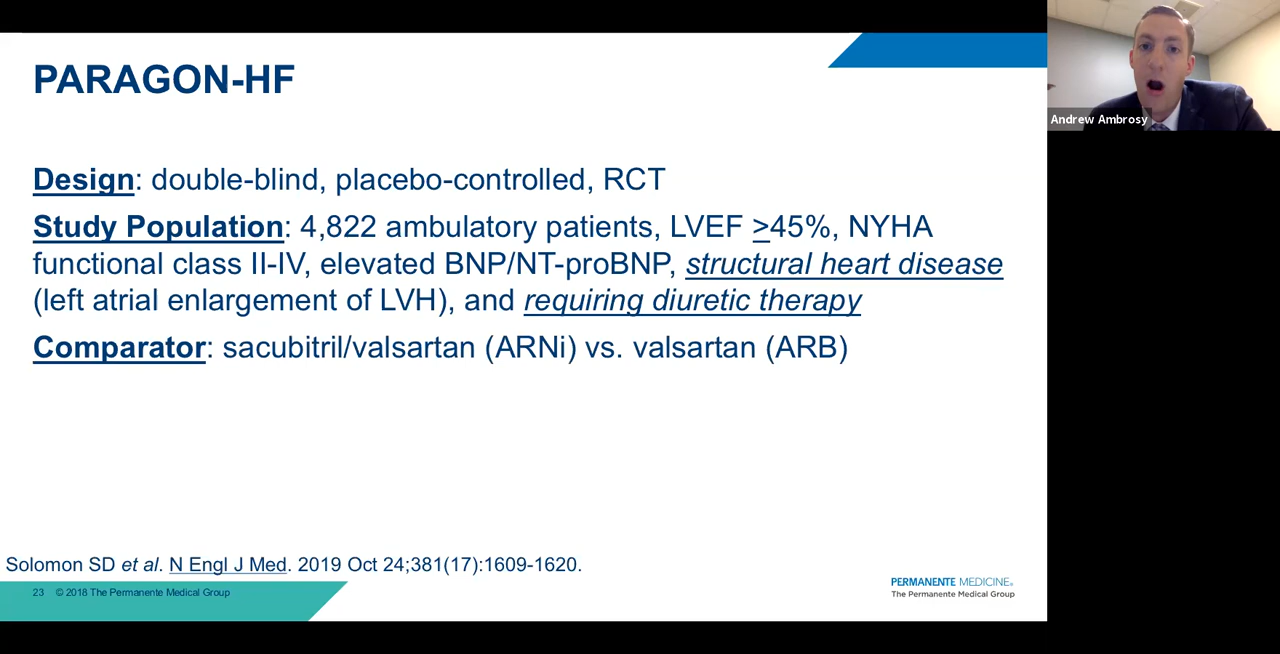 PARAGON-HF
Andrew Ambrosy
Design: double-blind, placebo-controlled, RCT
Study Population: 4,822 ambulatory patients, LVEF ≥45%, NYHA
functional class II-IV, elevated BNP/NT-proBNP, structural heart disease
(left atrial enlargement of LVH), and requiring diuretic therapy
Comparator: sacubitril/valsartan (ARNi) vs. valsartan (ARB)
Solomon SD et al. N Engl J Med. 2019 Oct 24;381(17):1609-1620.
23 © 2018 The Permanente Medical Group
PERMANENTE MEDICINE®
The Permanente Medical Group